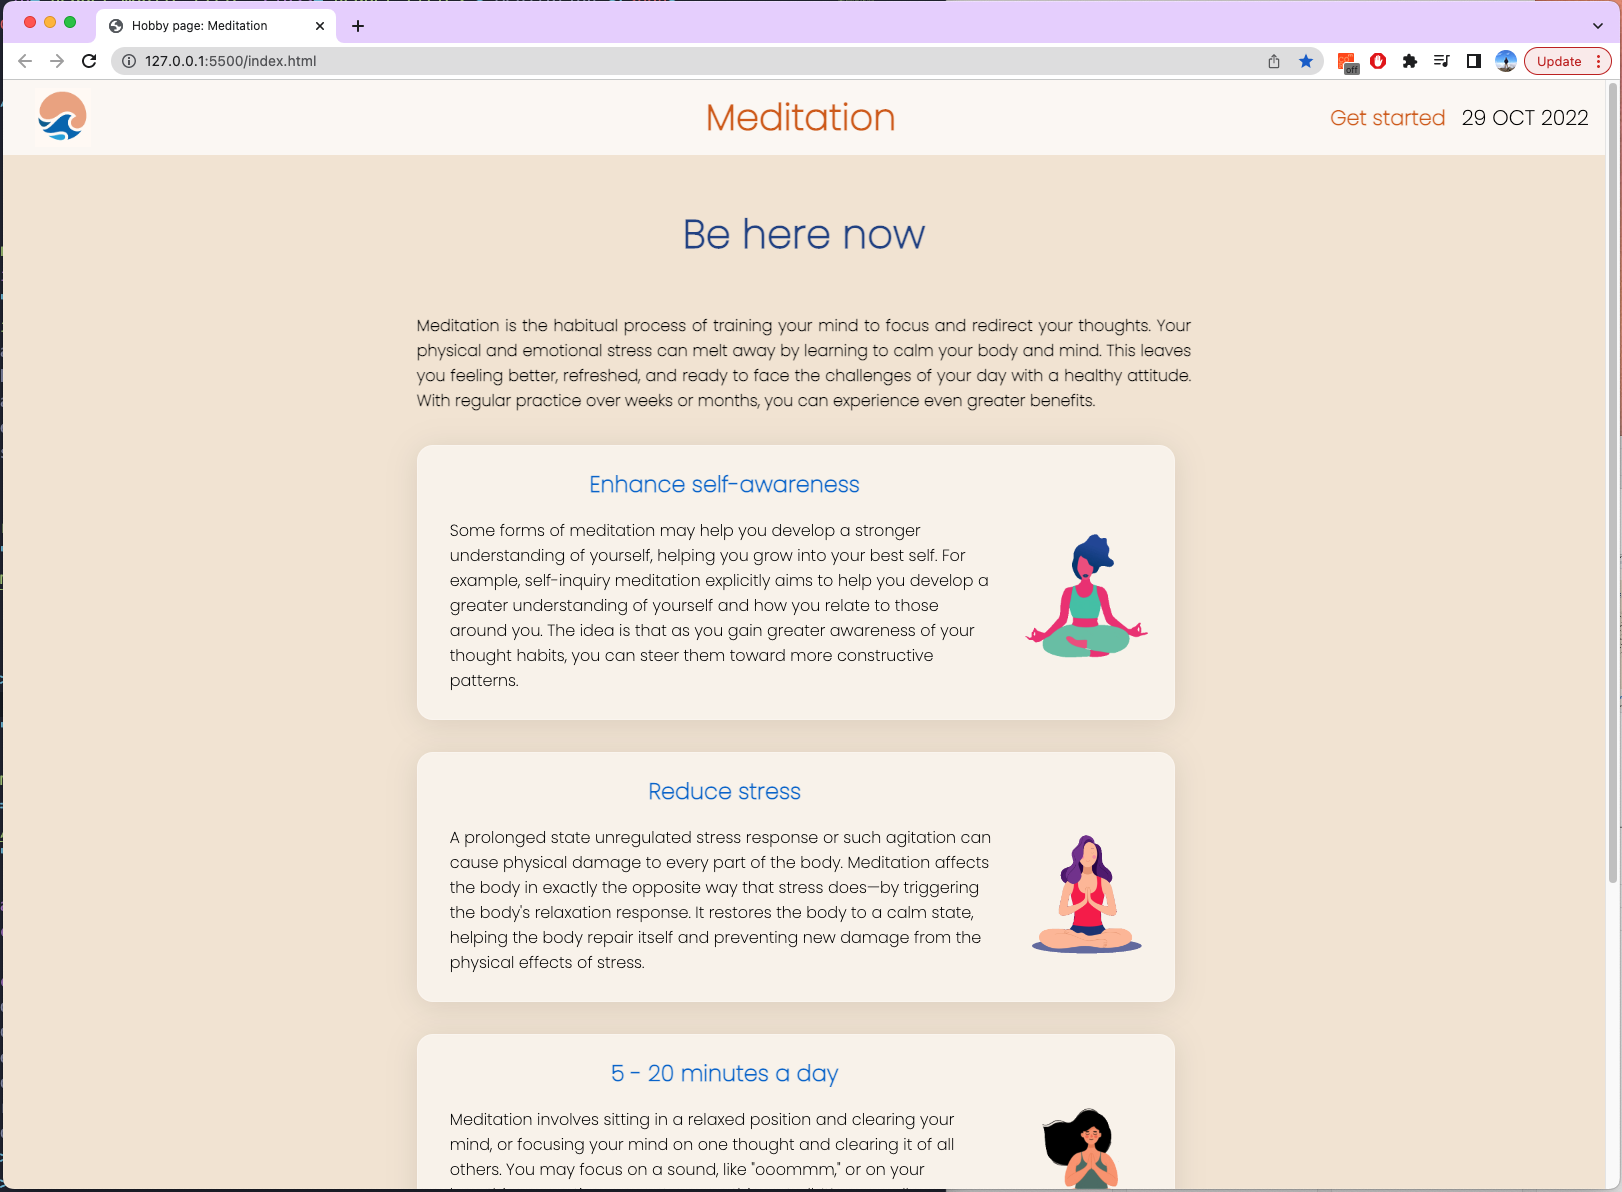 Hobby page: Meditation
127.0.0.1:5500/index.html
off
Update
Meditation
Get started 29 OCT 2022
Be here now
Meditation is the habitual process of training your mind to focus and redirect your thoughts. Your
physical and emotional stress can melt away by learning to calm your body and mind. This leaves
you feeling better, refreshed, and ready to face the challenges of your day with a healthy attitude.
With regular practice over weeks or months, you can experience even greater benefits.
Enhance self-awareness
Some forms of meditation may help you develop a stronger
understanding of yourself, helping you grow into your best self. For
example, self-inquiry meditation explicitly aims to help you develop a
greater understanding of yourself and how you relate to those
around you. The idea is that as you gain greater awareness of your
thought habits, you can steer them toward more constructive
patterns.
Reduce stress
A prolonged state unregulated stress response or such agitation can
cause physical damage to every part of the body. Meditation affects
the body in exactly the opposite way that stress does—by triggering
the body's relaxation response. It restores the body to a calm state,
helping the body repair itself and preventing new damage from the
physical effects of stress.
5 - 20 minutes a day
Meditation involves sitting in a relaxed position and clearing your
mind, or focusing your mind on one thought and clearing it of all
others. You may focus on a sound, like "ooommm," or on your